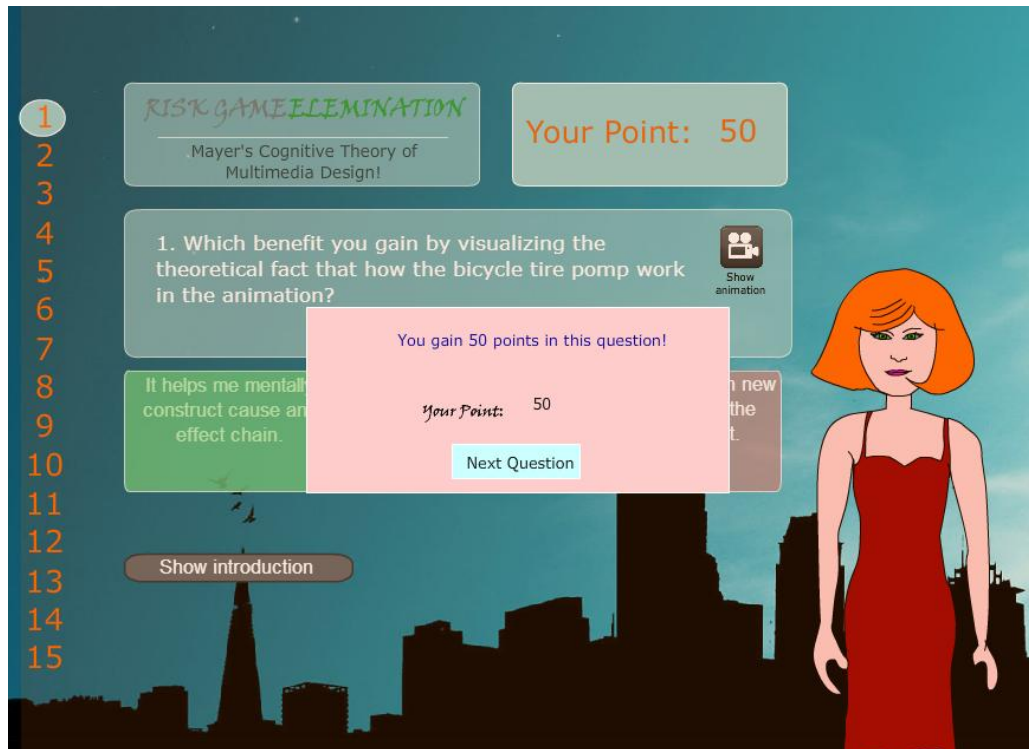 1
2
3
4
5
6
7
8
9
10
11
12
13
14
15
RISK GAME ELEMINATION
Mayer's Cognitive Theory of
Multimedia Design!
Your Point: 50
1. Which benefit you gain by visualizing the
theoretical fact that how the bicycle tire pomp work
in the animation?
Show
animation
You gain 50 points in this question!
Your Point: 50
Next Question
It helps me mentally
construct cause an
effect chain.
new
the
Show introduction